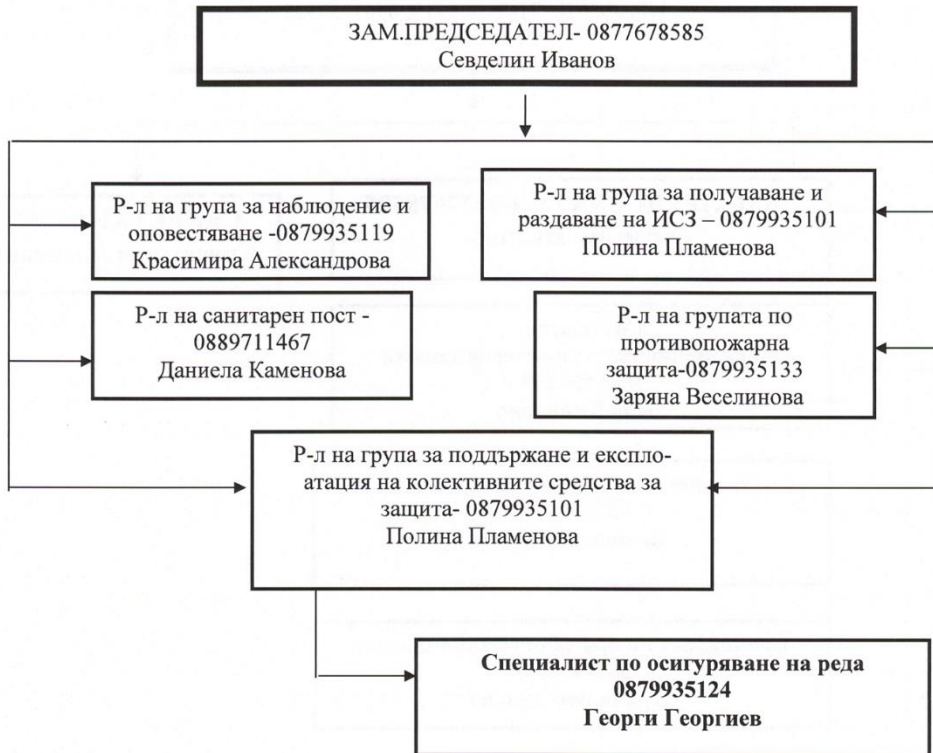 ЗАМ.ПРЕДСЕДАТЕЛ- 0877678585
Севделин Иванов
Р-л на група за наблюдение и
оповестяване -0879935119
Красимира Александрова
Р-л на група за получаване и
раздаване на ИСЗ – 0879935101
Полина Пламенова
Р-л на санитарен пост -
0889711467
Даниела Каменова
Р-л на групата по
противопожарна
защита-0879935133
Заряна Веселинова
Р-л на група за поддържане и експло-
атация на колективните средства за
защита- 0879935101
Полина Пламенова
Специалист по осигуряване на реда
0879935124
Георги Георгиев